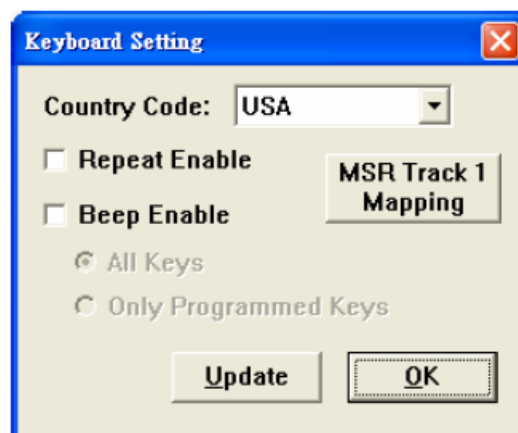 Keyboard Setting
Country Code: USA
Repeat Enable
MSR Track 1
Mapping
Beep Enable
All Keys
Only Programmed Keys
Update OK